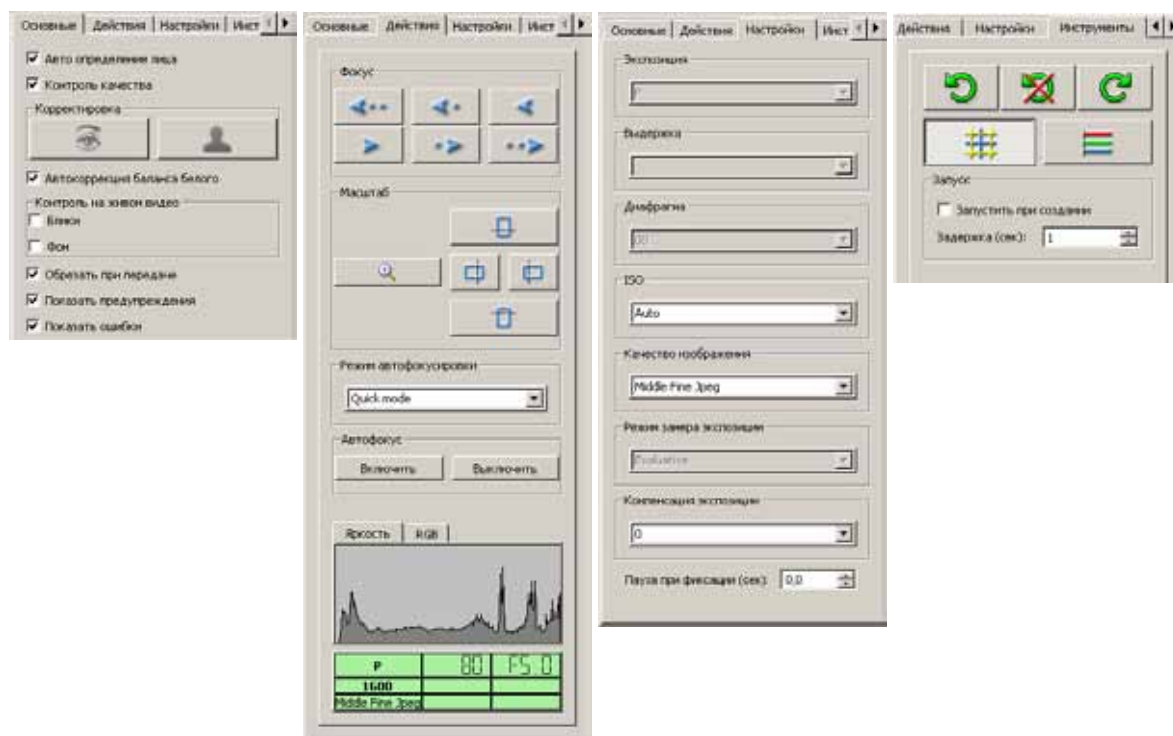 Основные Действия Настройки Инст
Авто определение лица
Контроль качества
Корректировка
Автокоррекция баланса белого
Контроль на живом видео
Блики
Фон
Обрезать при передаче
Показать предупреждения
Показать ошибки
Основные Действия Настройки Инст
Фокус
Масштаб
Режим автофокусировки
Quick mode
Автофокус
Включить Выключить
Яркость RGB
P 80 F5.0
1600
Middle Fine Jpeg
Основные Действия Настройки Инст
Экспозиция
P
Выдержка
Диафрагма
ISO
Auto
Качество изображения
Middle Fine Jpeg
Режим замера экспозиции
Evaluative
Компенсация экспозиции
0
Пауза при фиксации (сек) 0,0
Действия Настройки Инструменты
Запуск
Запустить при создании
Задержка (сек): 1